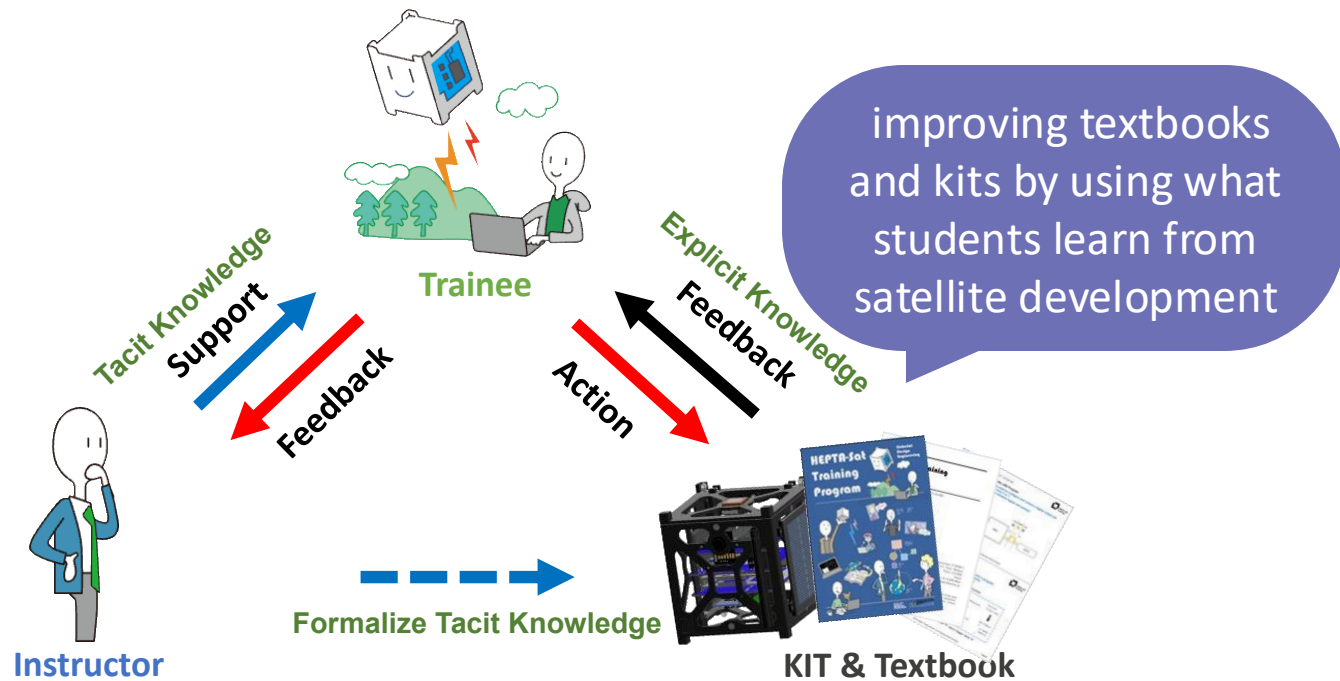 improving textbooks
and kits by using what
students learn from
satellite development
Trainee
Tacit Knowledge
Support
Feedback
Explicit Knowledge
Feedback
Action
HEPTA-Sat
Training
Program
Formalize Tacit Knowledge
Instructor
KIT & Textbook